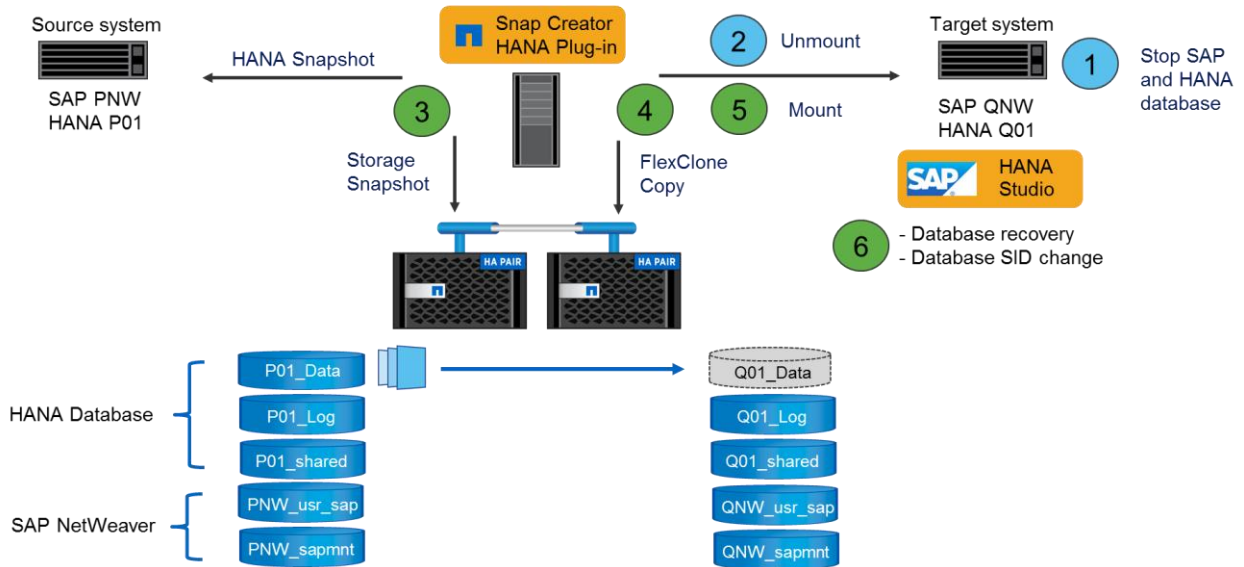 Source system
SAP PNW
HANA P01
HANA Snapshot
Snap Creator
HANA Plug-in
3
Storage
Snapshot
4
FlexClone
Copy
2
Unmount
5
Mount
Target system
SAP QNW
HANA Q01
1
Stop SAP
and HANA
database
SAP
HANA
Studio
6
- Database recovery
- Database SID change
HA PAIR
HA PAIR
HANA Database
P01_Data
P01_Log
P01_shared
SAP NetWeaver
PNW_usr_sap
PNW_sapmnt
Q01_Data
Q01_Log
Q01_shared
QNW_usr_sap
QNW_sapmnt